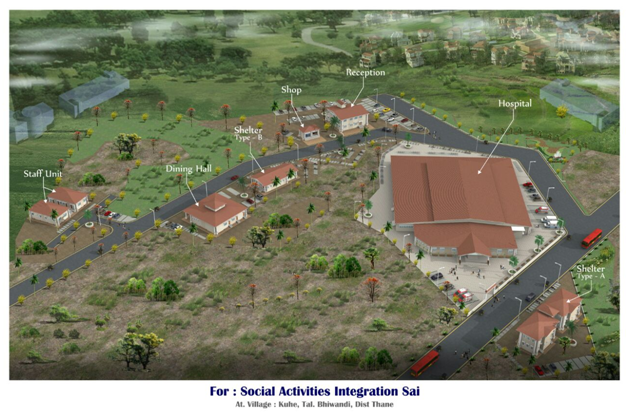 Reception
Shop
Hospital
Shelter
Type - B
Dining Hall
Staff Unit
Shelter
Type - A
For : Social Activities Integration Sai
At. Village : Kuhe, Tal. Bhiwandi, Dist Thane